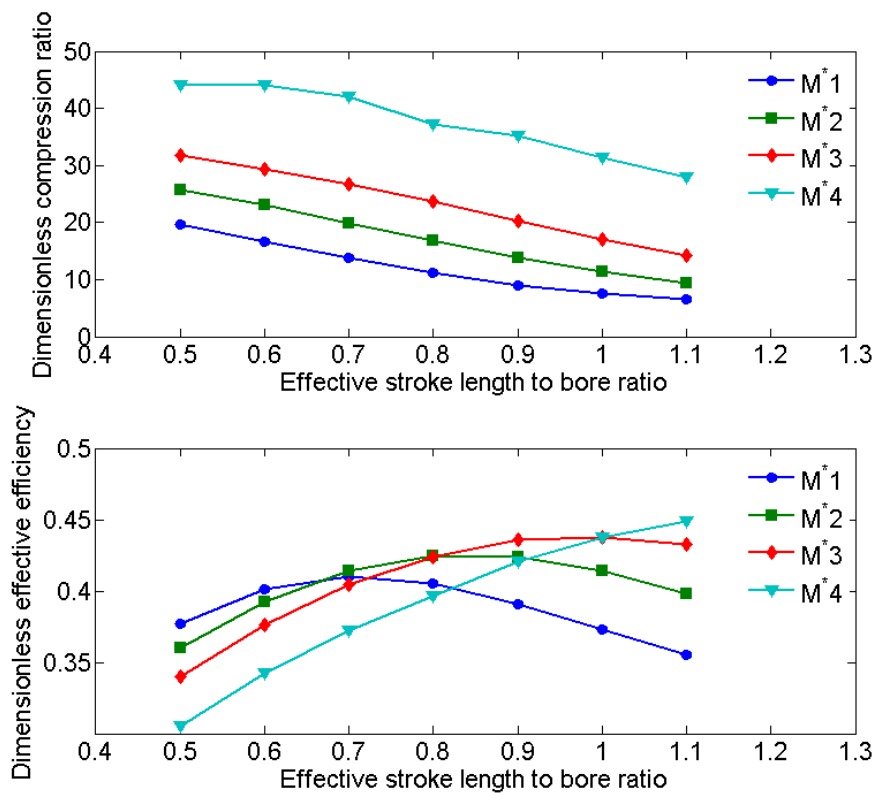 Dimensionless compression ratio
50
40
30
20
10
0
0.4 0.5 0.6 0.7 0.8 0.9 1 1.1 1.2 1.3
Effective stroke length to bore ratio
M*1
M*2
M*3
M*4
Dimensionless effective efficiency
0.5
0.45
0.4
0.35
0.4 0.5 0.6 0.7 0.8 0.9 1 1.1 1.2 1.3
Effective stroke length to bore ratio
M*1
M*2
M*3
M*4